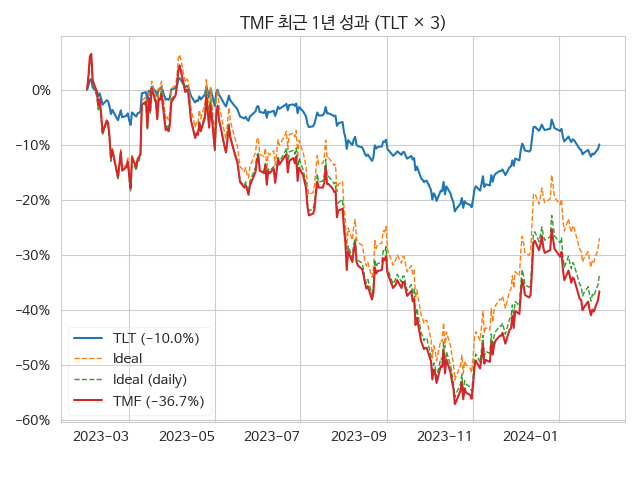 TMF 최근 1년 성과 (TLT × 3)
0%
−10%
−20%
−30%
−40%
−50%
−60%
TLT (−10.0%)
Ideal
Ideal (daily)
TMF (−36.7%)
2023−03
2023−05
2023−07
2023−09
2023−11
2024−01